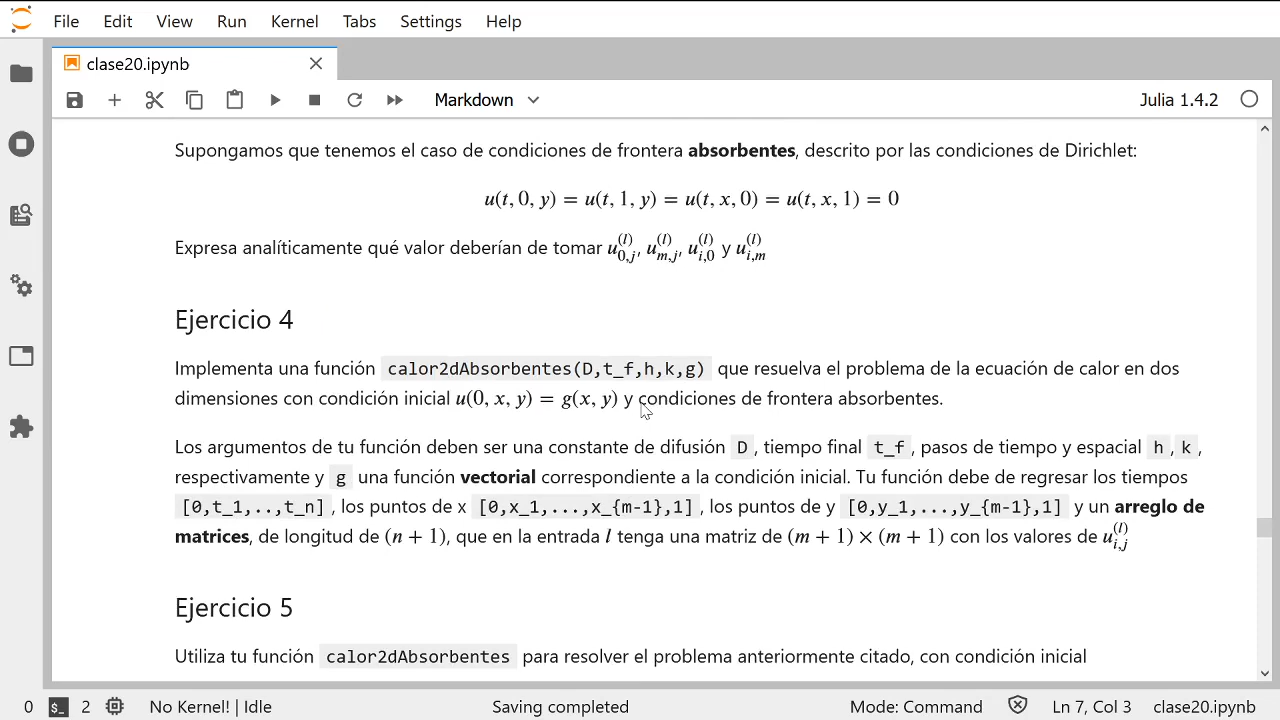 File Edit View Run Kernel Tabs Settings Help
clase20.ipynb
Markdown
Julia 1.4.2
Supongamos que tenemos el caso de condiciones de frontera absorbentes, descrito por las condiciones de Dirichlet:
u(t, 0, y) = u(t, 1, y) = u(t, x, 0) = u(t, x, 1) = 0
Expresa analíticamente qué valor deberían de tomar u_{0,j}^{(l)}, u_{m,j}^{(l)}, u_{i,0}^{(l)} y u_{i,m}^{(l)}
Ejercicio 4
Implementa una función calor2dAbsorbentes(D,t_f,h,k,g) que resuelva el problema de la ecuación de calor en dos
dimensiones con condición inicial u(0, x, y) = g(x, y) y condiciones de frontera absorbentes.
Los argumentos de tu función deben ser una constante de difusión D, tiempo final t_f, pasos de tiempo y espacial h,k,
respectivamente y g una función vectorial correspondiente a la condición inicial. Tu función debe de regresar los tiempos
[0,t_1,..,t_n], los puntos de x [0,x_1,...,x_{m-1},1], los puntos de y [0,y_1,...,y_{m-1},1] y un arreglo de
matrices, de longitud de (n + 1), que en la entrada l tenga una matriz de (m + 1) × (m + 1) con los valores de u_{i,j}^{(l)}
Ejercicio 5
Utiliza tu función calor2dAbsorbentes para resolver el problema anteriormente citado, con condición inicial
0 $_ 2 No Kernel! | Idle Saving completed Mode: Command Ln 7, Col 3 clase20.ipynb